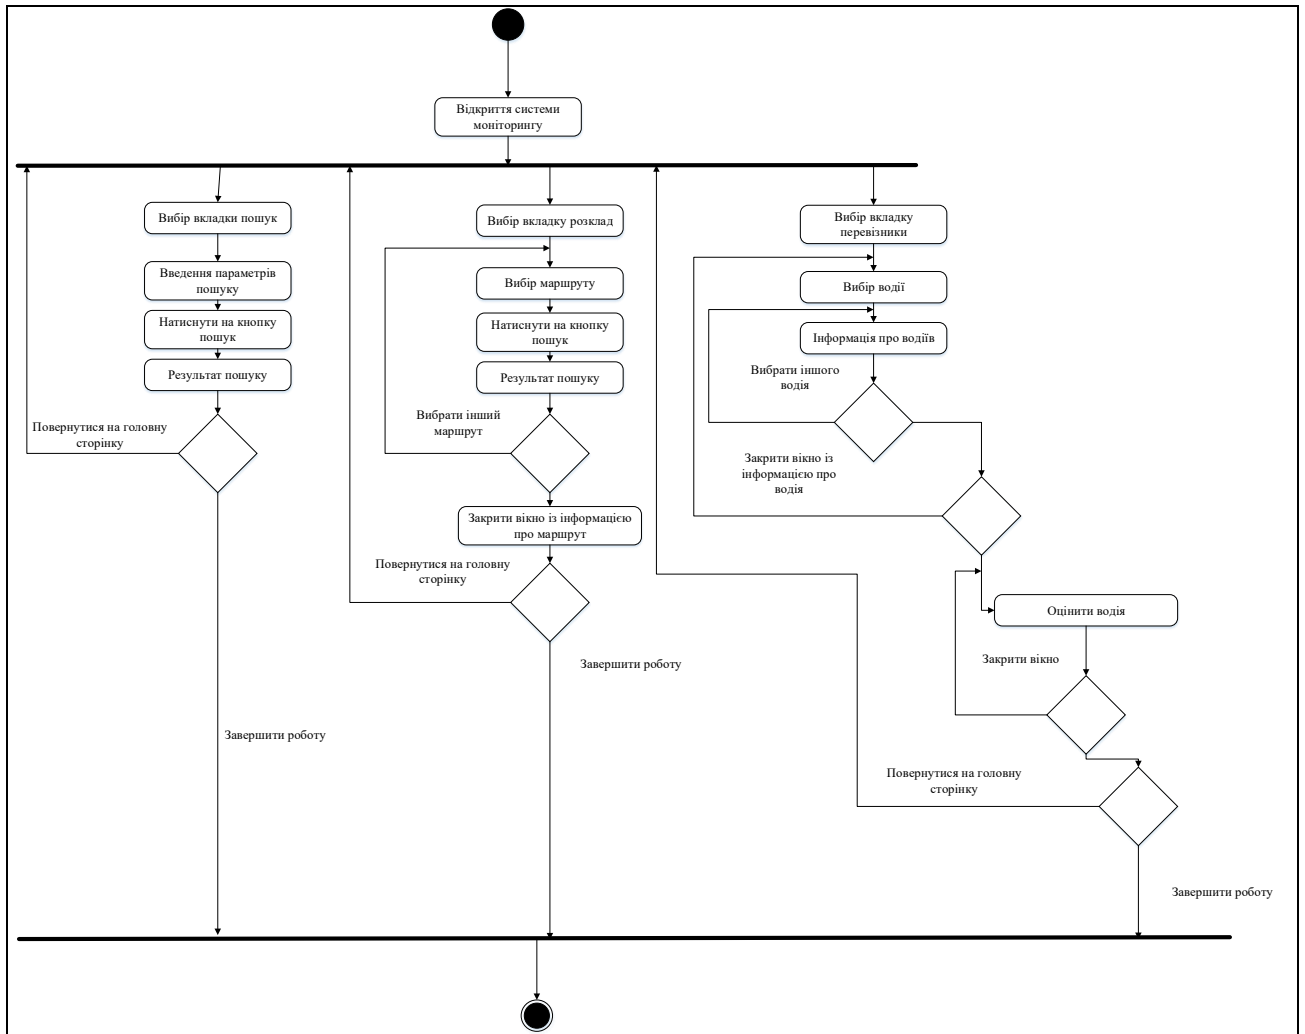 Відкриття системи
моніторингу
Вибір вкладки пошук
Введення параметрів
пошуку
Натиснути на кнопку
пошук
Результат пошуку
Повернутися на головну
сторінку
Завершити роботу
Вибір вкладку розклад
Вибір маршруту
Натиснути на кнопку
пошук
Результат пошуку
Вибрати інший
маршрут
Закрити вікно із інформацією
про маршрут
Повернутися на головну
сторінку
Завершити роботу
Вибір вкладку
перевізники
Вибір водії
Інформація про водіїв
Вибрати іншого
водія
Закрити вікно із
інформацією про
водія
Оцінити водія
Закрити вікно
Повернутися на головну
сторінку
Завершити роботу